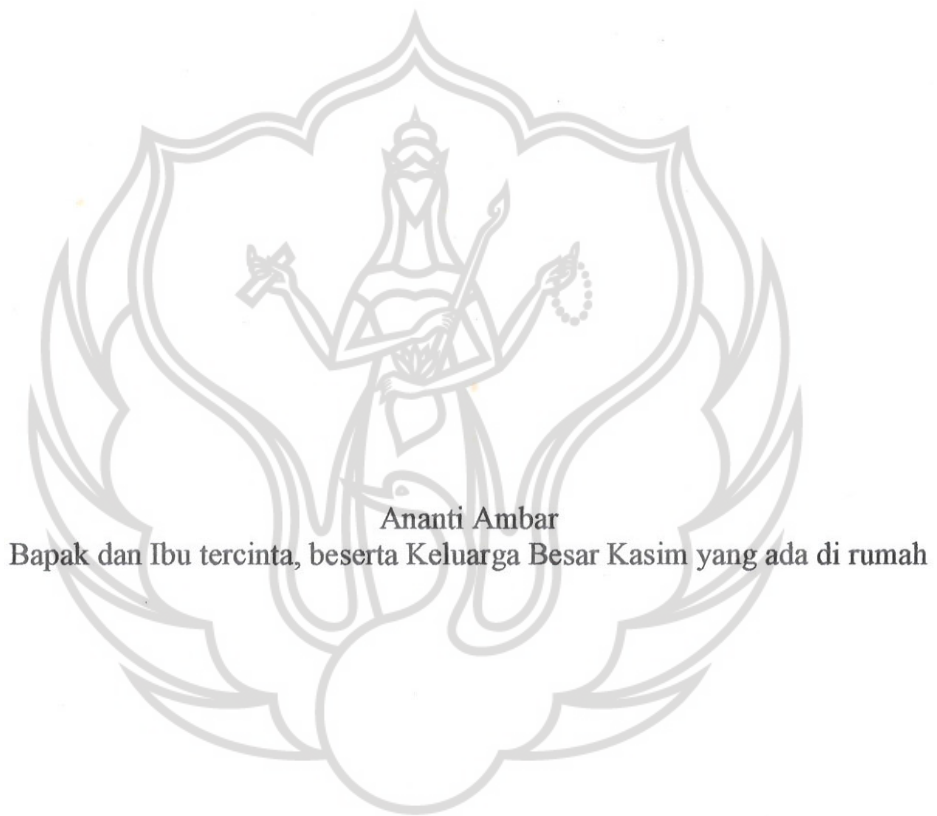 Ananti Ambar
Bapak dan Ibu tercinta, beserta Keluarga Besar Kasim yang ada di rumah